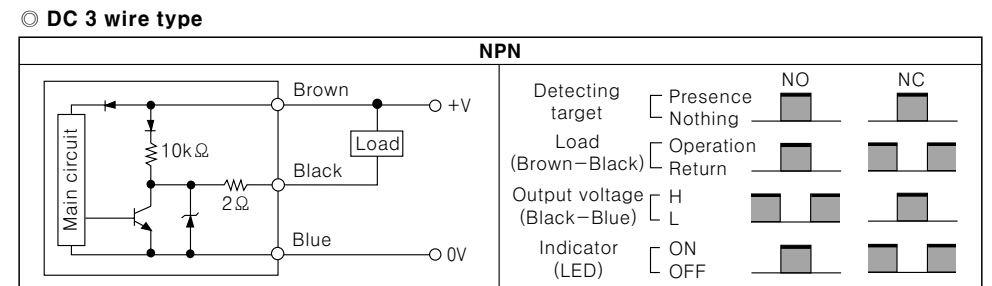 ◎ DC 3 wire type
NPN
Brown
+V
10kΩ
Load
Main circuit
Black
2Ω
Blue
0V
NO NC
Detecting target
Presence
Nothing
Load (Brown-Black)
Operation
Return
Output voltage (Black-Blue)
H
L
Indicator (LED)
ON
OFF